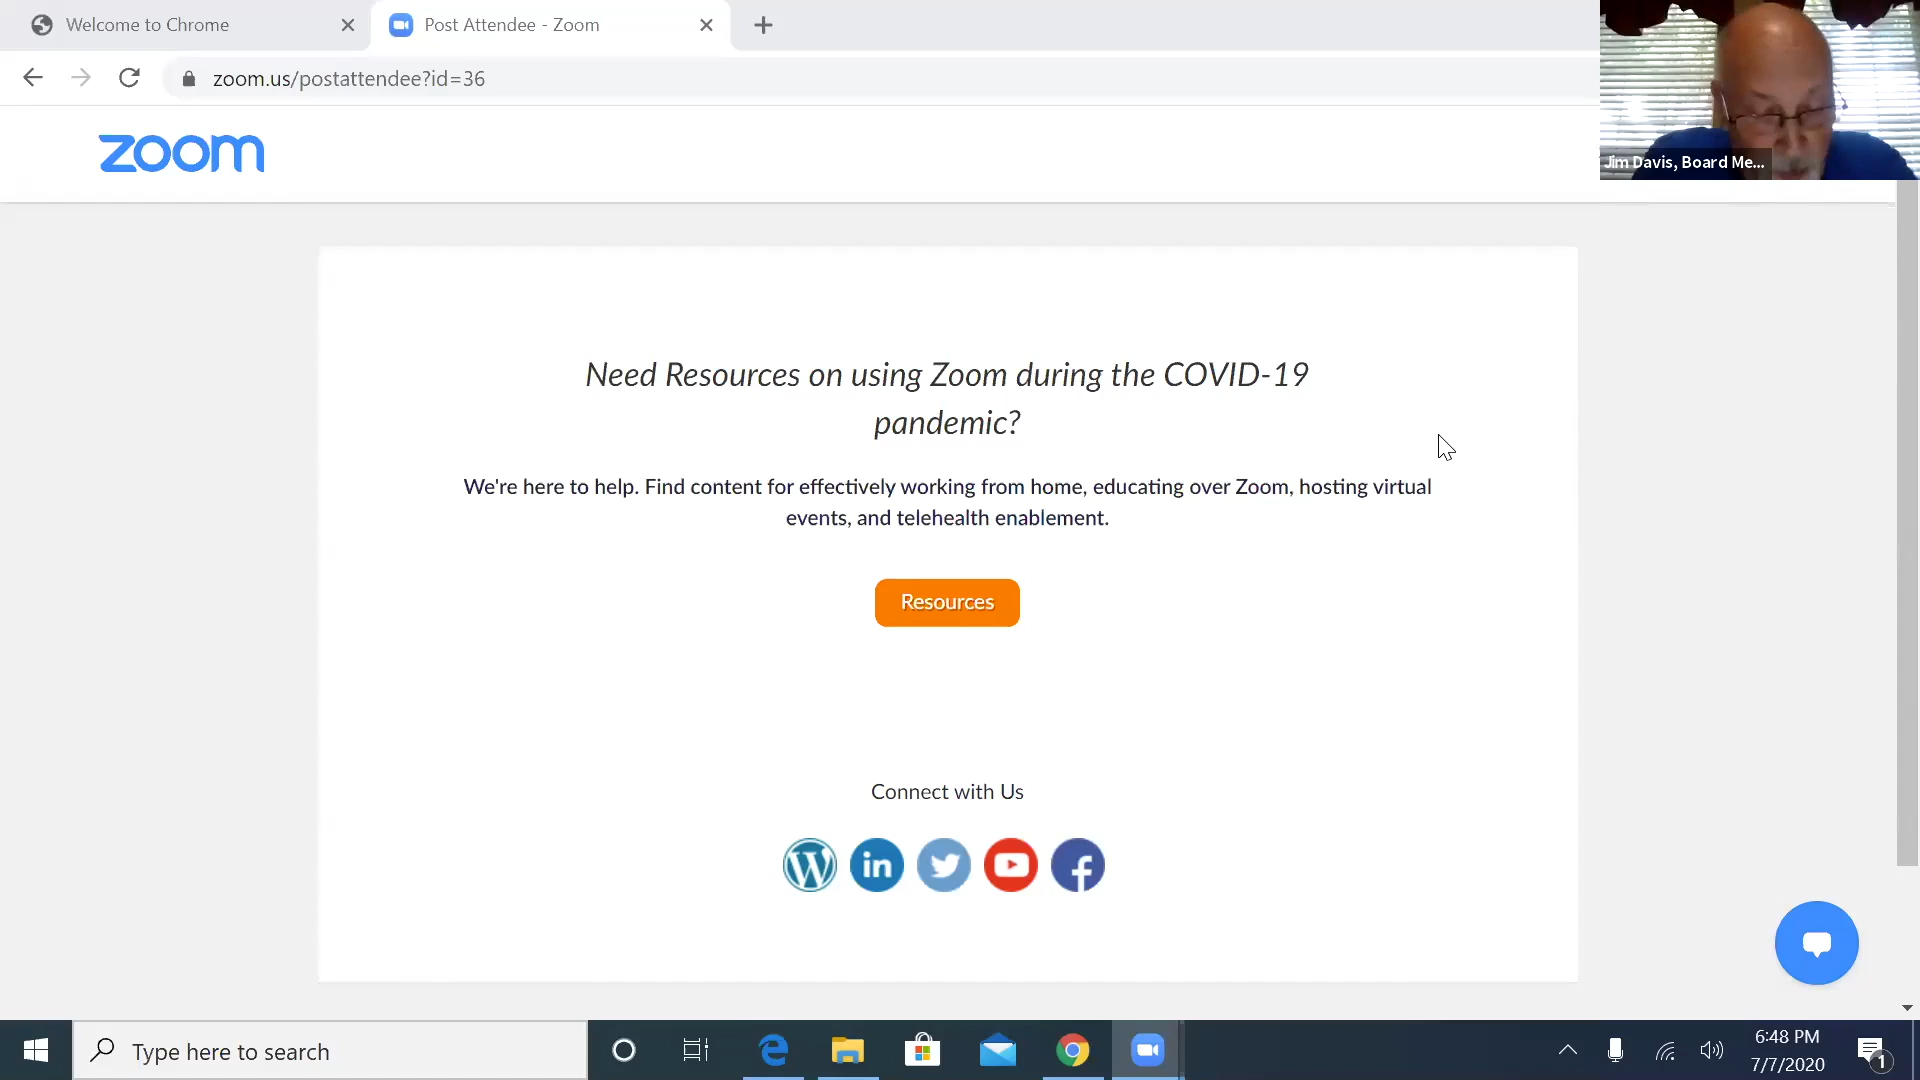 Welcome to Chrome
Post Attendee - Zoom
zoom.us/postattendee?id=36
zoom
Jim Davis, Board Me...
Need Resources on using Zoom during the COVID-19
pandemic?
We're here to help. Find content for effectively working from home, educating over Zoom, hosting virtual
events, and telehealth enablement.
Resources
Connect with Us
Type here to search
6:48 PM
7/7/2020
1